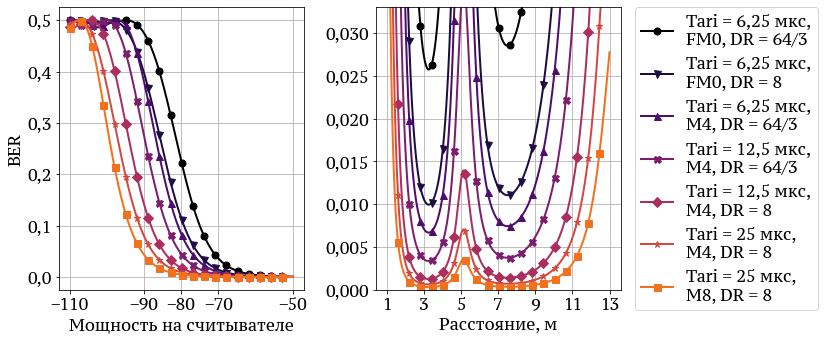 0,5
0,4
0,3
0,2
0,1
0,0
BER
−110
−90
−80
−70
−50
Мощность на считывателе
0,030
0,025
0,020
0,015
0,010
0,005
0,000
1
3
5
7
9
11
13
Расстояние, м
Tari = 6,25 мкс,
FM0, DR = 64/3
Tari = 6,25 мкс,
FM0, DR = 8
Tari = 6,25 мкс,
M4, DR = 64/3
Tari = 12,5 мкс,
M4, DR = 64/3
Tari = 12,5 мкс,
M4, DR = 8
Tari = 25 мкс,
M4, DR = 8
Tari = 25 мкс,
M8, DR = 8